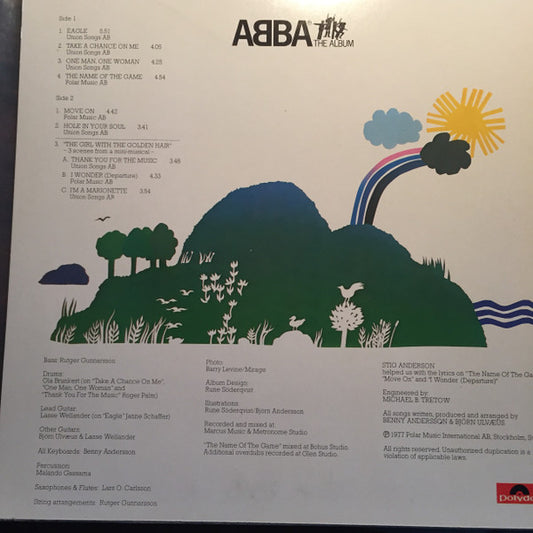 Side 1
ABBA
THE ALBUM
1. EAGLE 5.51
Union Songs AB
2. TAKE A CHANCE ON ME 4.05
Union Songs AB
3. ONE MAN, ONE WOMAN 4.25
Union Songs AB
4. THE NAME OF THE GAME 4.54
Polar Music AB
Side 2
1. MOVE ON 4.42
Polar Music AB
2. HOLE IN YOUR SOUL 3.41
Union Songs AB
3. "THE GIRL WITH THE GOLDEN HAIR"
– 3 scenes from a mini-musical –
A. THANK YOU FOR THE MUSIC 3.48
Union Songs AB
B. I WONDER (Departure) 4.33
Polar Music AB
C. I'M A MARIONETTE 3.54
Union Songs AB
Bass: Rutger Gunnarsson
Drums:
Ola Brunkert (on "Take A Chance On Me",
"One Man, One Woman" and
"Thank You For The Music" Roger Palm)
Lead Guitar:
Lasse Wellander (on "Eagle" Janne Schaffer)
Other Guitars:
Björn Ulvæus & Lasse Wellander
All Keyboards: Benny Andersson
Percussion:
Malando Gassama
Saxophones & Flutes: Lars O. Carlsson
String arrangements: Rutger Gunnarsson
Photo:
Barry Levine/Mirage
Album Design:
Rune Söderqvist
Illustrations:
Rune Söderqvist Björn Andersson
Recorded and mixed at
Marcus Music & Metronome Studio
"The Name Of The Game" mixed at Bohus Studio.
Additional overdubs recorded at Glen Studio.
STIG ANDERSON
helped us with the lyrics on "The Name Of The Ga
"Move On" and "I Wonder (Departure)"
Engineered by
MICHAEL B TRETOW
All songs written, produced and arranged by
BENNY ANDERSSON & BJÖRN ULVÆUS
Ⓟ 1977 Polar Music International AB, Stockholm, S
All rights reserved. Unauthorized duplication is a
violation of applicable laws.
Polydo